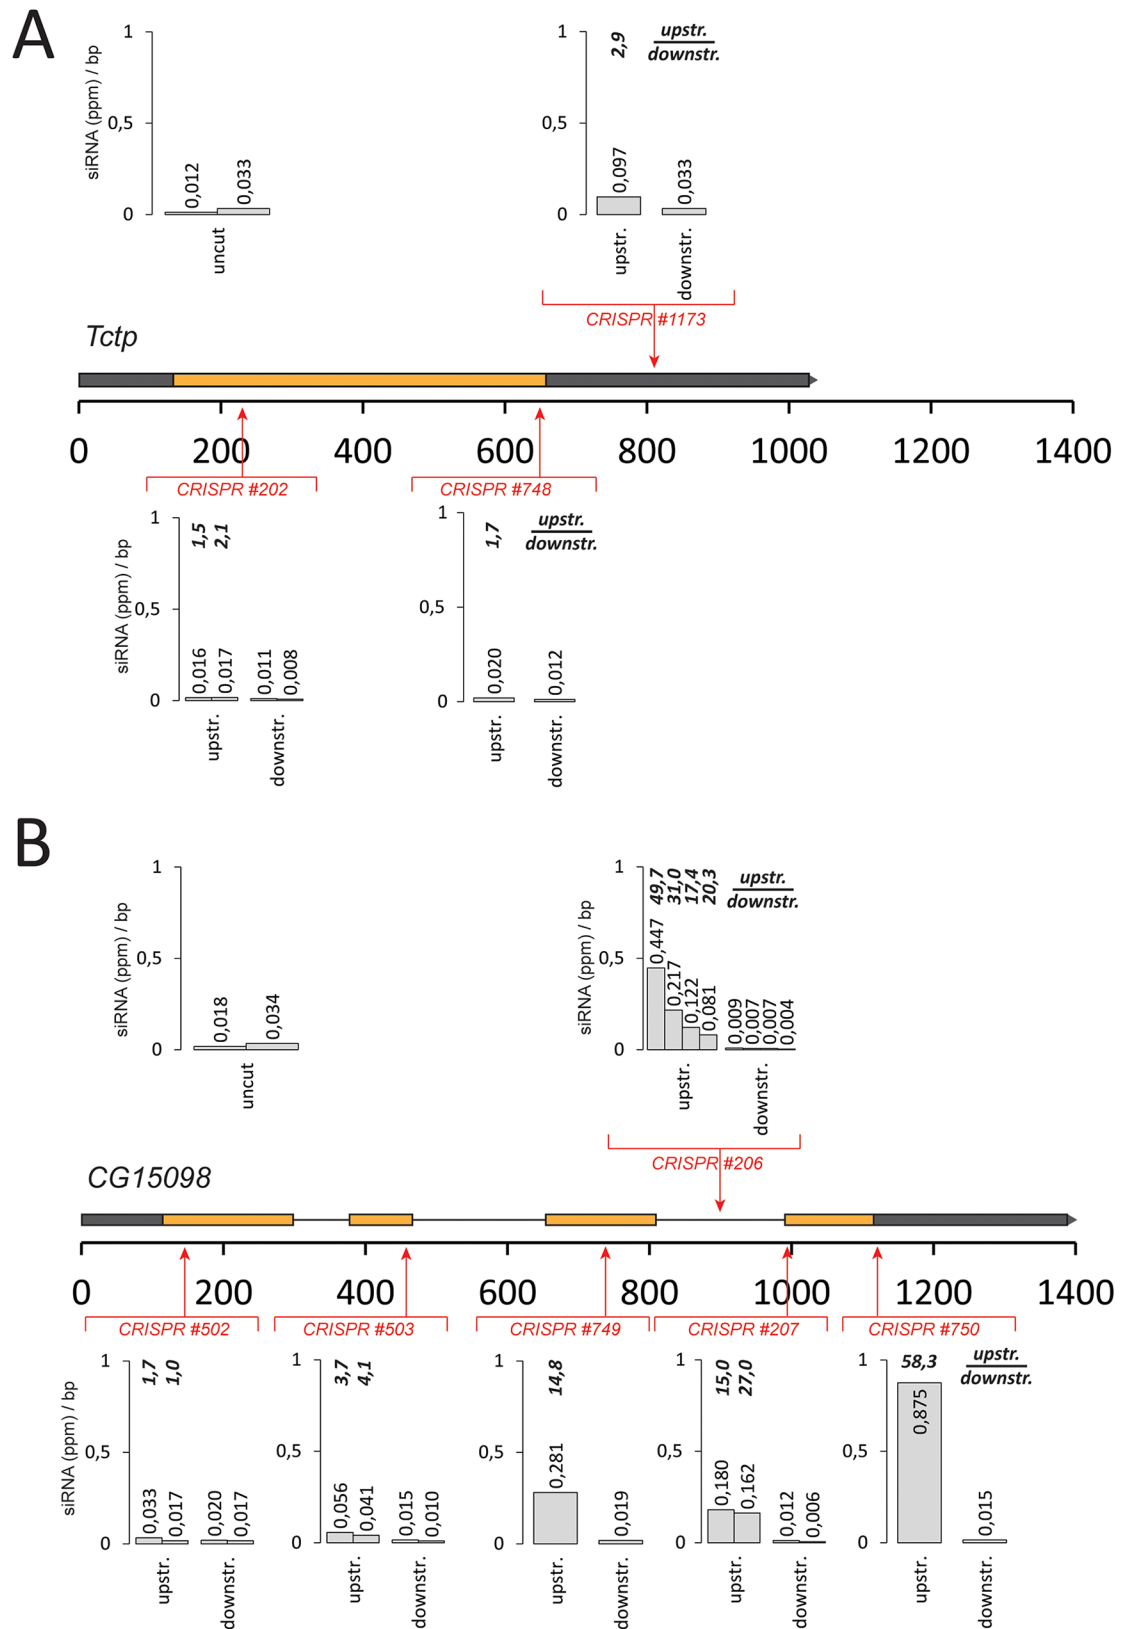 A
siRNA (ppm) / bp
1
0,5
0
0,012
0,033
uncut
1
0,5
0
2,9
upstr.
downstr.
0,097
0,033
upstr.
downstr.
CRISPR #1173
Tctp
0 200 400 600 800 1000 1200 1400
CRISPR #202
siRNA (ppm) / bp
1
0,5
0
1,5
2,1
0,016
0,017
0,011
0,008
upstr.
downstr.
CRISPR #748
1
0,5
0
1,7
upstr.
downstr.
0,020
0,012
upstr.
downstr.
B
siRNA (ppm) / bp
1
0,5
0
0,018
0,034
uncut
siRNA (ppm) / bp
1
0,5
0
49,7
31,0
17,4
20,3
upstr.
downstr.
0,447
0,217
0,122
0,081
0,009
0,007
0,007
0,004
upstr.
downstr.
CRISPR #206
CG15098
0 200 400 600 800 1000 1200 1400
CRISPR #502
siRNA (ppm) / bp
1
0,5
0
1,7
1,0
0,033
0,017
0,020
0,017
upstr.
downstr.
CRISPR #503
1
0,5
0
3,7
4,1
0,056
0,041
0,015
0,010
upstr.
downstr.
CRISPR #749
1
0,5
0
14,8
0,281
0,019
upstr.
downstr.
CRISPR #207
1
0,5
0
15,0
27,0
0,180
0,162
0,012
0,006
upstr.
downstr.
CRISPR #750
1
0,5
0
58,3
upstr.
downstr.
0,875
0,015
upstr.
downstr.